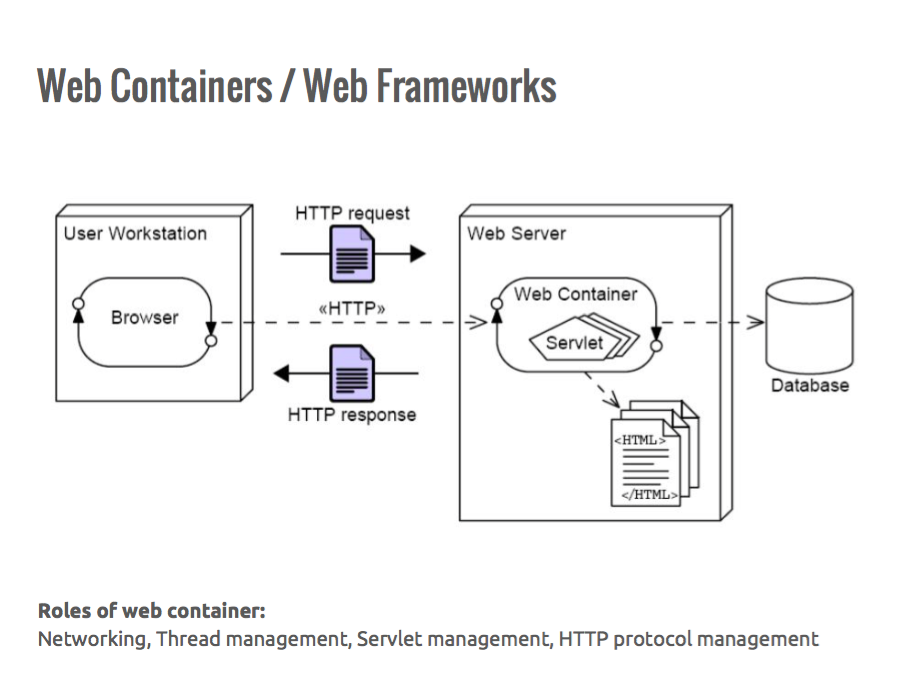 Web Containers / Web Frameworks
HTTP request
User Workstation
Web Server
Web Container
«HTTP»
Browser
Servlet
Database
HTTP response
<HTML>
</HTML>
Roles of web container:
Networking, Thread management, Servlet management, HTTP protocol management